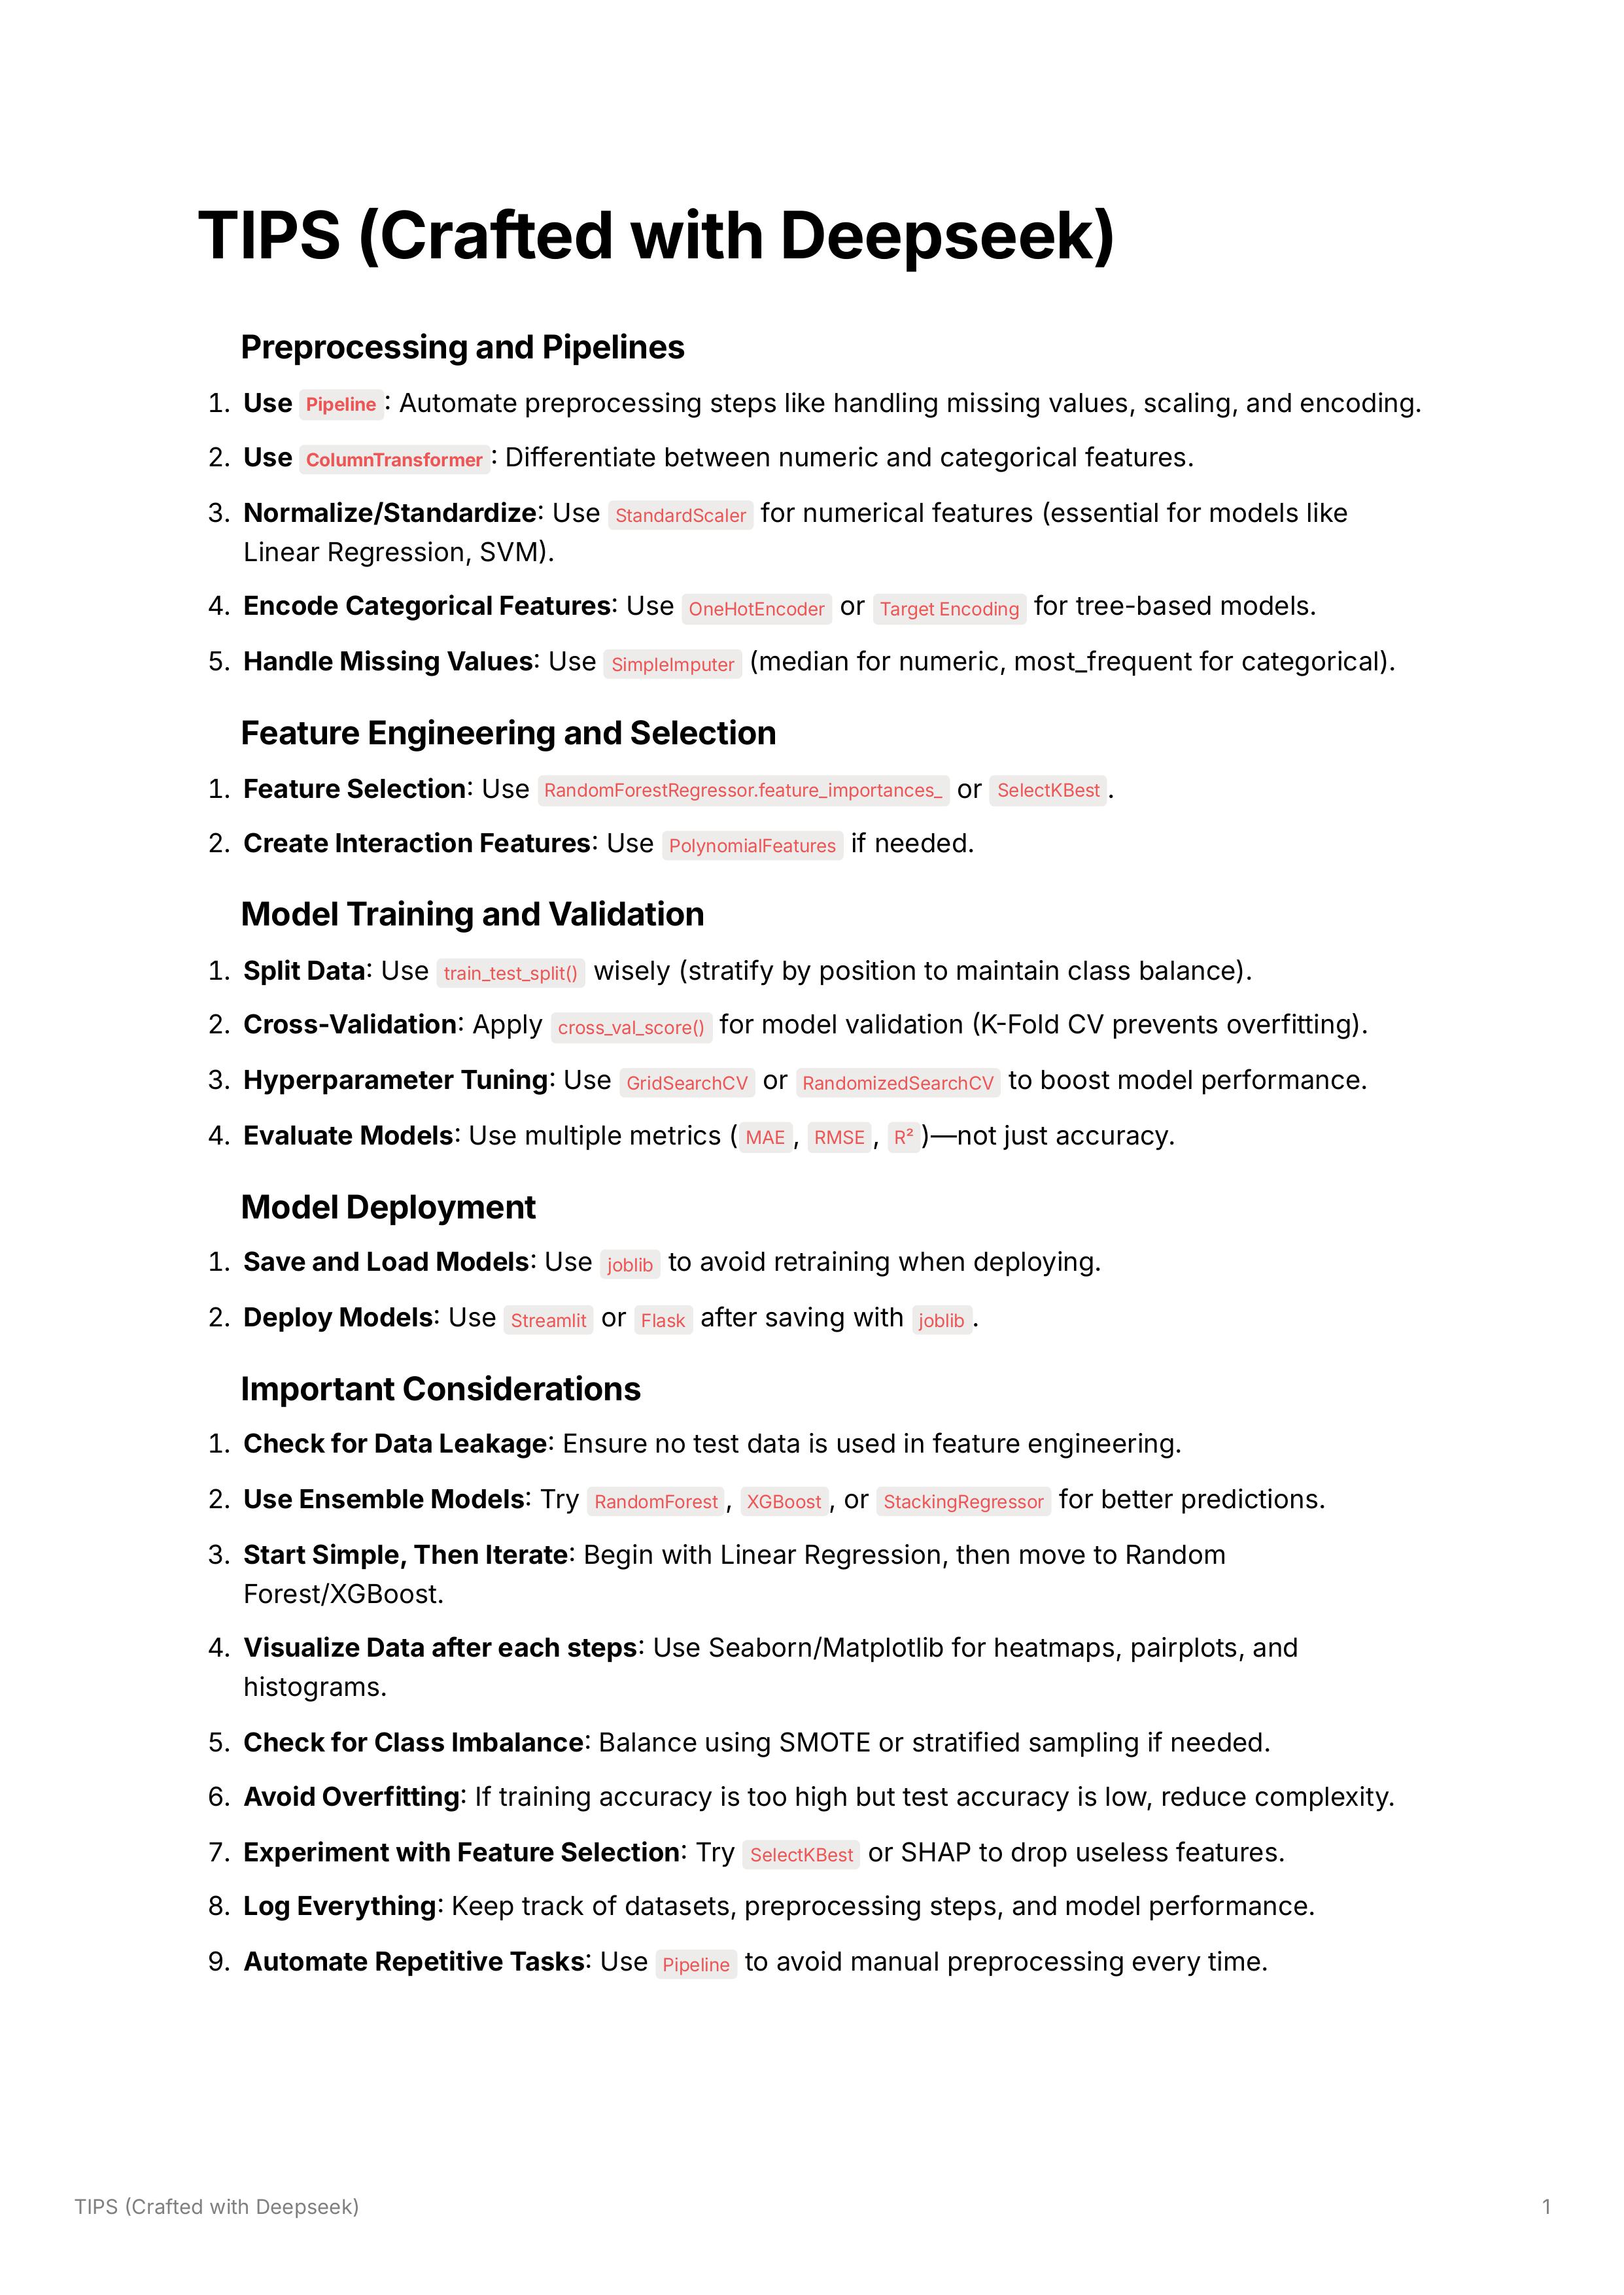 TIPS (Crafted with Deepseek)
Preprocessing and Pipelines
1. Use Pipeline: Automate preprocessing steps like handling missing values, scaling, and encoding.
2. Use ColumnTransformer: Differentiate between numeric and categorical features.
3. Normalize/Standardize: Use StandardScaler for numerical features (essential for models like
Linear Regression, SVM).
4. Encode Categorical Features: Use OneHotEncoder or Target Encoding for tree-based models.
5. Handle Missing Values: Use SimpleImputer (median for numeric, most_frequent for categorical).
Feature Engineering and Selection
1. Feature Selection: Use RandomForestRegressor.feature_importances_ or SelectKBest.
2. Create Interaction Features: Use PolynomialFeatures if needed.
Model Training and Validation
1. Split Data: Use train_test_split() wisely (stratify by position to maintain class balance).
2. Cross-Validation: Apply cross_val_score() for model validation (K-Fold CV prevents overfitting).
3. Hyperparameter Tuning: Use GridSearchCV or RandomizedSearchCV to boost model performance.
4. Evaluate Models: Use multiple metrics (MAE, RMSE, R²)—not just accuracy.
Model Deployment
1. Save and Load Models: Use joblib to avoid retraining when deploying.
2. Deploy Models: Use Streamlit or Flask after saving with joblib.
Important Considerations
1. Check for Data Leakage: Ensure no test data is used in feature engineering.
2. Use Ensemble Models: Try RandomForest, XGBoost, or StackingRegressor for better predictions.
3. Start Simple, Then Iterate: Begin with Linear Regression, then move to Random
Forest/XGBoost.
4. Visualize Data after each steps: Use Seaborn/Matplotlib for heatmaps, pairplots, and
histograms.
5. Check for Class Imbalance: Balance using SMOTE or stratified sampling if needed.
6. Avoid Overfitting: If training accuracy is too high but test accuracy is low, reduce complexity.
7. Experiment with Feature Selection: Try SelectKBest or SHAP to drop useless features.
8. Log Everything: Keep track of datasets, preprocessing steps, and model performance.
9. Automate Repetitive Tasks: Use Pipeline to avoid manual preprocessing every time.
TIPS (Crafted with Deepseek) 1